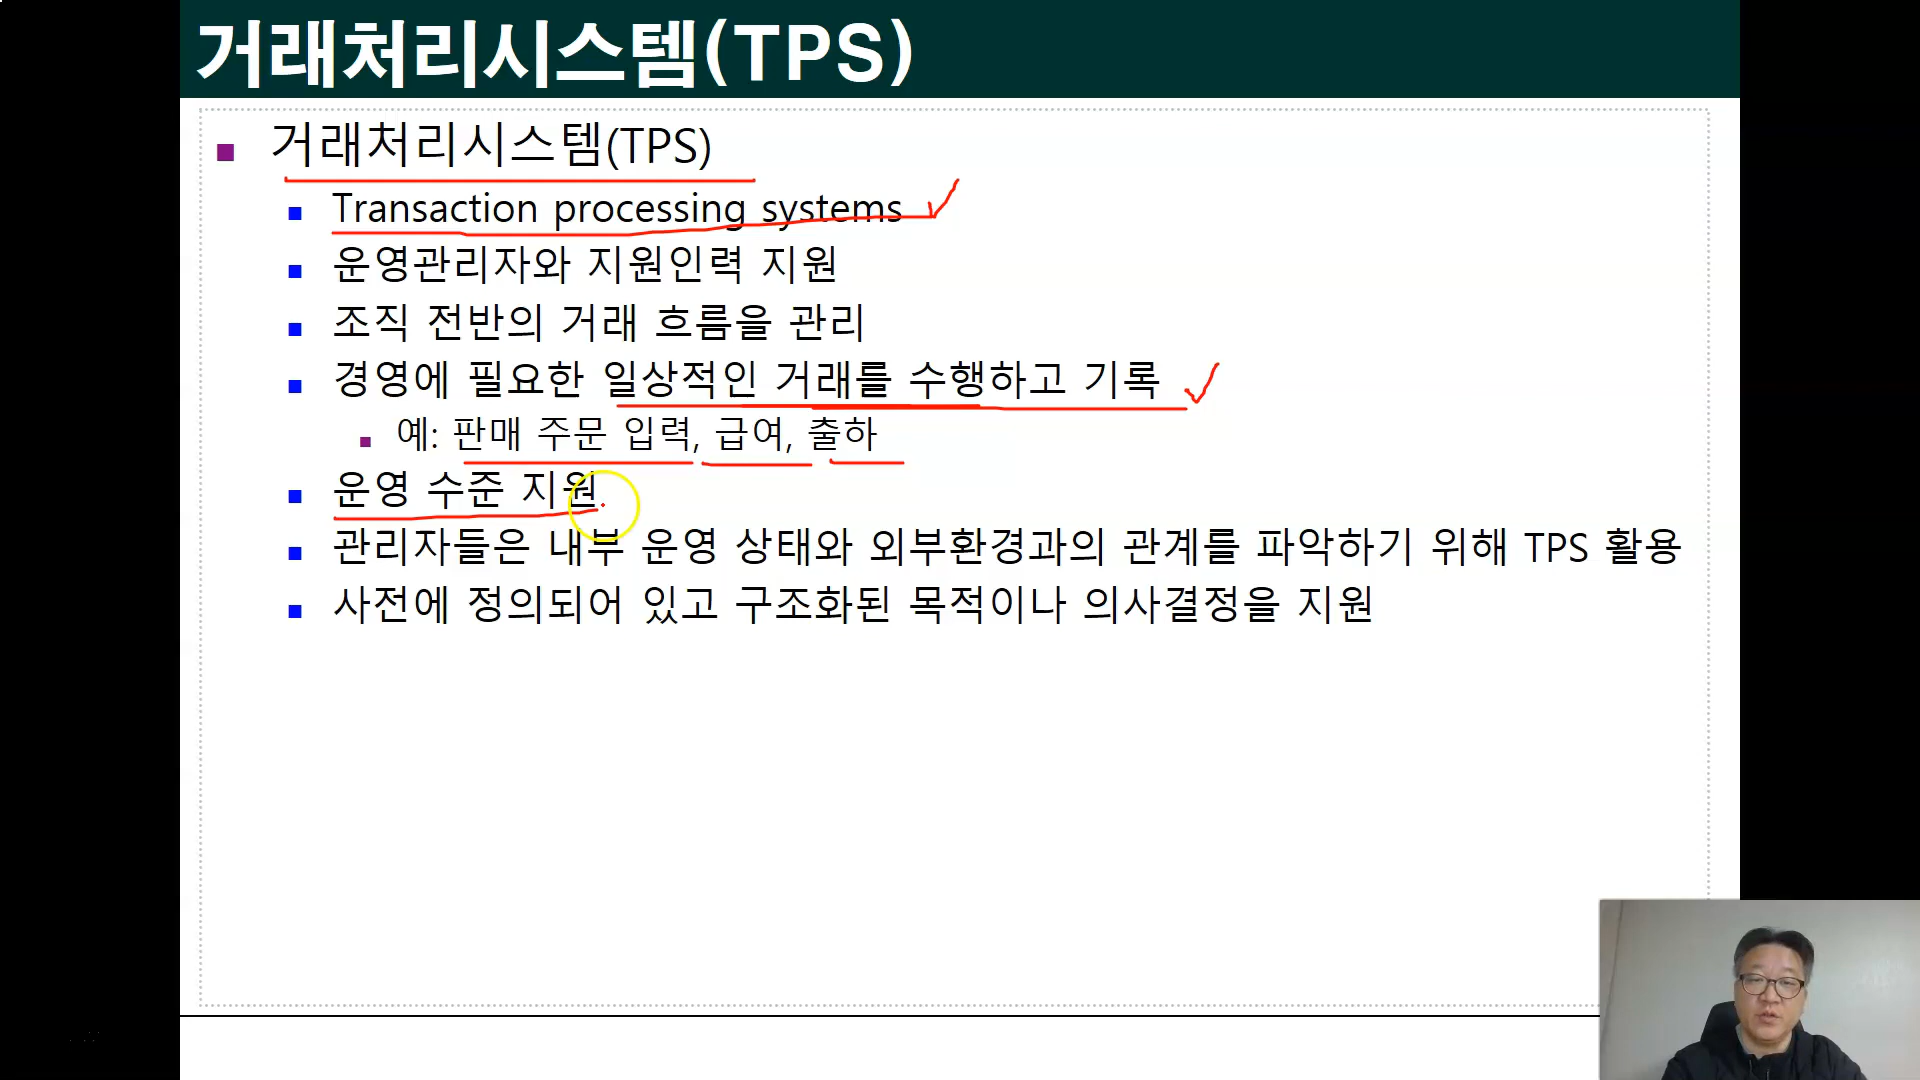 거래처리시스템(TPS)
거래처리시스템(TPS)
Transaction processing systems
운영관리자와 지원인력 지원
조직 전반의 거래 흐름을 관리
경영에 필요한 일상적인 거래를 수행하고 기록
예: 판매 주문 입력, 급여, 출하
운영 수준 지원
관리자들은 내부 운영 상태와 외부환경과의 관계를 파악하기 위해 TPS 활용
사전에 정의되어 있고 구조화된 목적이나 의사결정을 지원